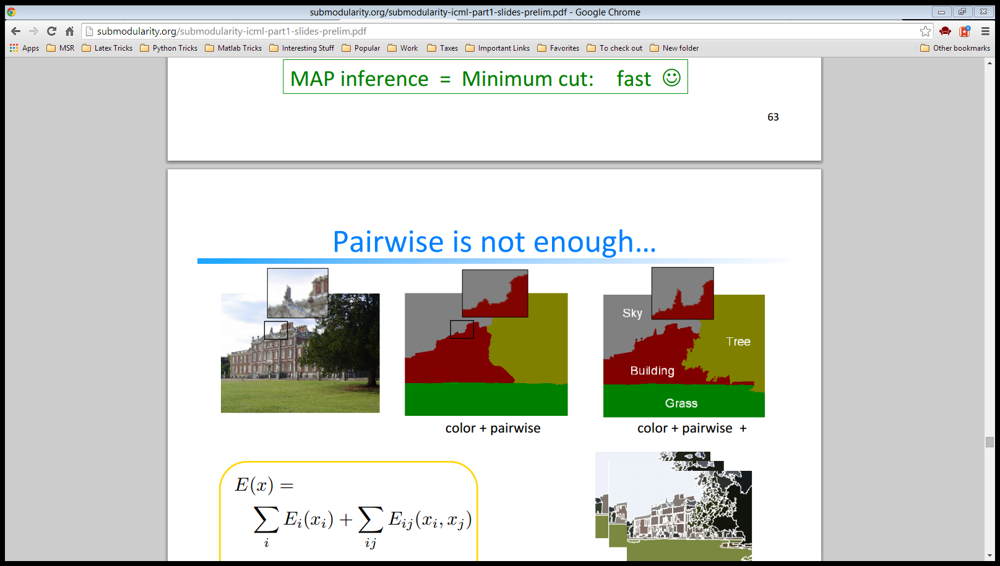 submodularity.org/submodularity-icml-part1-slides-prelim.pdf - Google Chrome
submodularity.org/submodularity-icml-part1-slides-prelim.pdf
Apps MSR Latex Tricks Python Tricks Matlab Tricks Interesting Stuff Popular Work Taxes Important Links Favorites To check out New folder Other bookmarks
MAP inference = Minimum cut: fast ☺
63
Pairwise is not enough...
Sky
Tree
Building
Grass
color + pairwise
color + pairwise +
E(x) =
∑_i E_i(x_i) + ∑_{ij} E_{ij}(x_i, x_j)